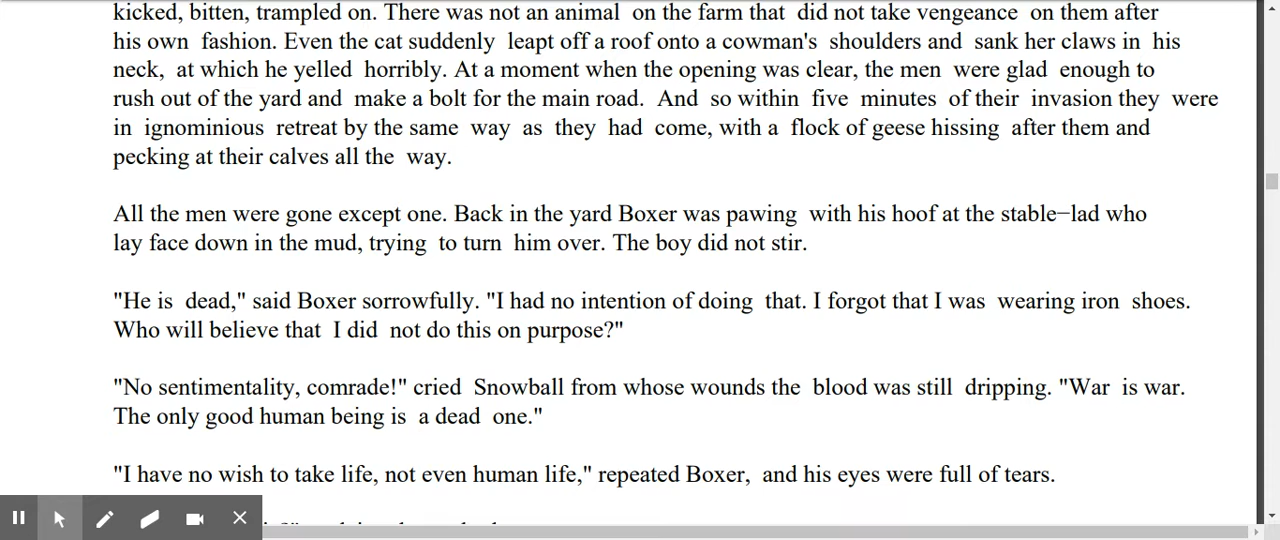 kicked, bitten, trampled on. There was not an animal on the farm that did not take vengeance on them after
his own fashion. Even the cat suddenly leapt off a roof onto a cowman's shoulders and sank her claws in his
neck, at which he yelled horribly. At a moment when the opening was clear, the men were glad enough to
rush out of the yard and make a bolt for the main road. And so within five minutes of their invasion they were
in ignominious retreat by the same way as they had come, with a flock of geese hissing after them and
pecking at their calves all the way.
All the men were gone except one. Back in the yard Boxer was pawing with his hoof at the stable−lad who
lay face down in the mud, trying to turn him over. The boy did not stir.
"He is dead," said Boxer sorrowfully. "I had no intention of doing that. I forgot that I was wearing iron shoes.
Who will believe that I did not do this on purpose?"
"No sentimentality, comrade!" cried Snowball from whose wounds the blood was still dripping. "War is war.
The only good human being is a dead one."
"I have no wish to take life, not even human life," repeated Boxer, and his eyes were full of tears.